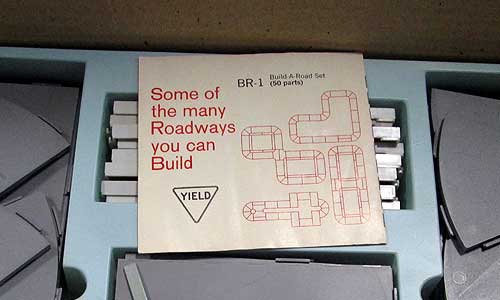 Some of
the many
Roadways
you can
Build
BR-1 Build-A-Road Set
(50 parts)
YIELD